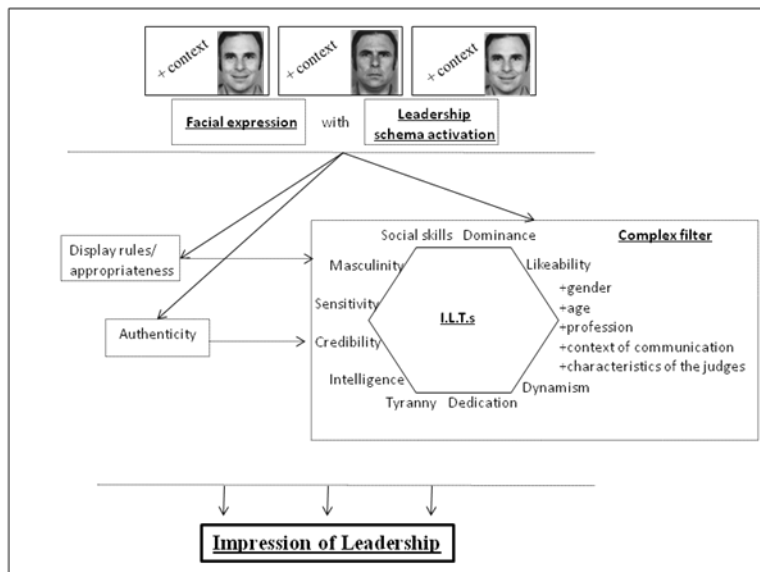 + context
+ context
+ context
Facial expression
with
Leadership
schema activation
Display rules/
appropriateness
Authenticity
Complex filter
Social skills Dominance
Masculinity
Likeability
Sensitivity
Credibility
Intelligence
Tyranny Dedication
Dynamism
I.L.T.s
+gender
+age
+profession
+context of communication
+characteristics of the judges
Impression of Leadership